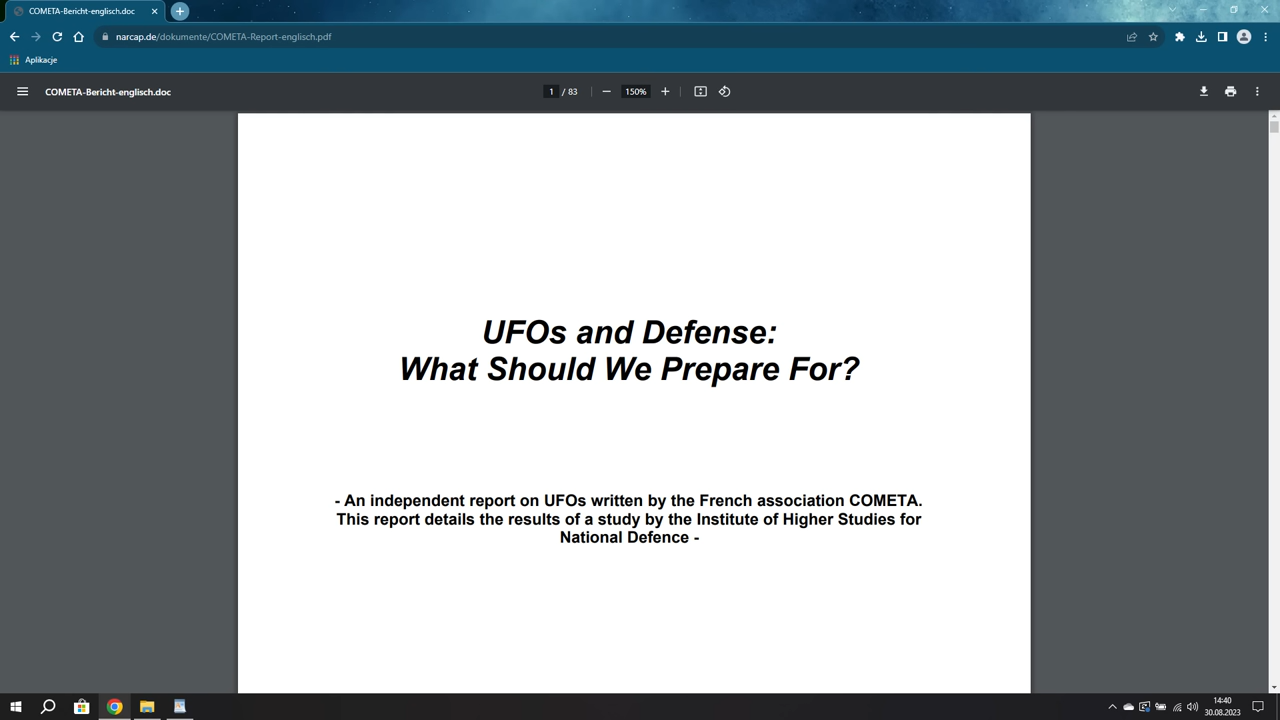 COMETA-Bericht-englisch.doc
narcap.de/dokumente/COMETA-Report-englisch.pdf
Aplikacje
COMETA-Bericht-englisch.doc
1 / 83
150%
UFOs and Defense:
What Should We Prepare For?
- An independent report on UFOs written by the French association COMETA.
This report details the results of a study by the Institute of Higher Studies for
National Defence -
14:40
30.08.2023